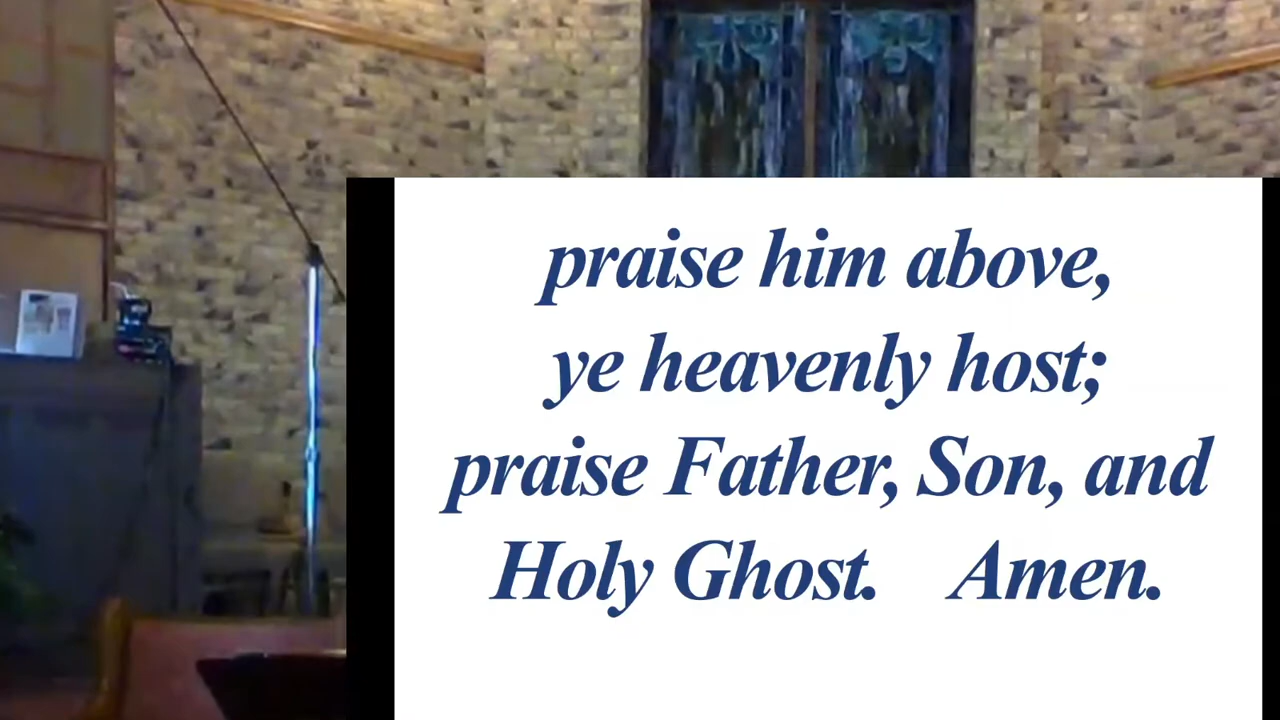 praise him above,
ye heavenly host;
praise Father, Son, and
Holy Ghost. Amen.